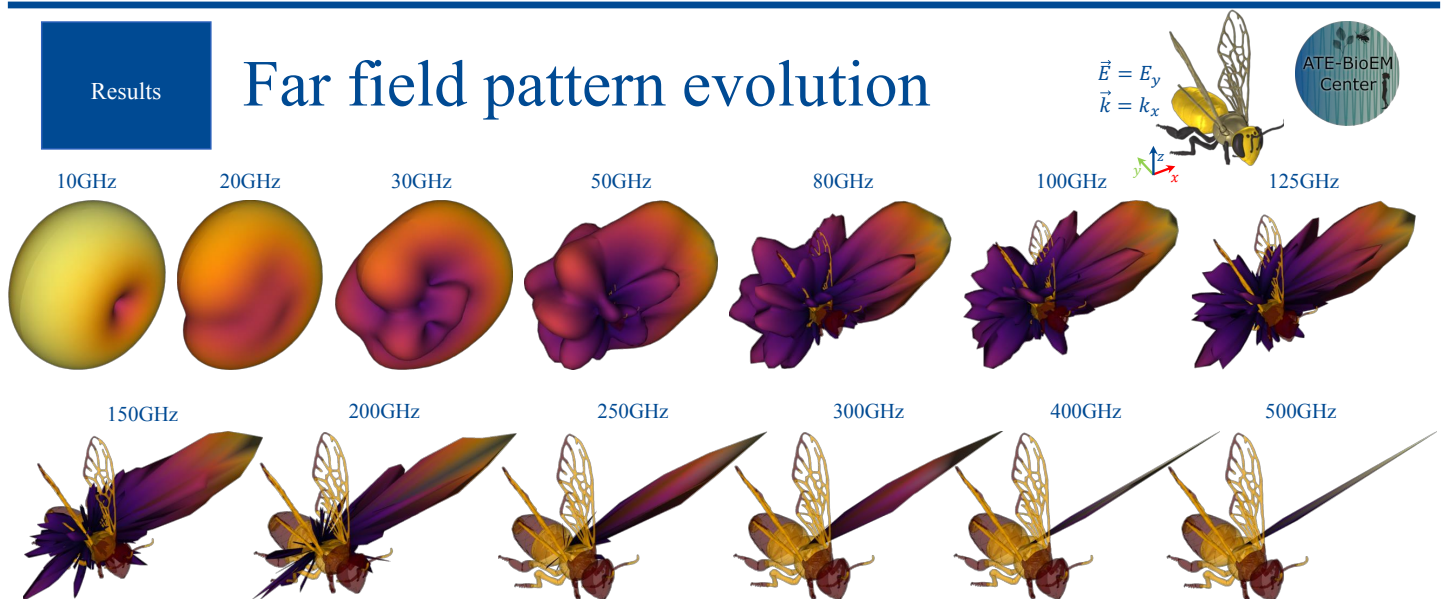 Results
Far field pattern evolution
E⃗ = E_y
k⃗ = k_x
ATE-BioEM
Center
z
y
x
10GHz
20GHz
30GHz
50GHz
80GHz
100GHz
125GHz
150GHz
200GHz
250GHz
300GHz
400GHz
500GHz